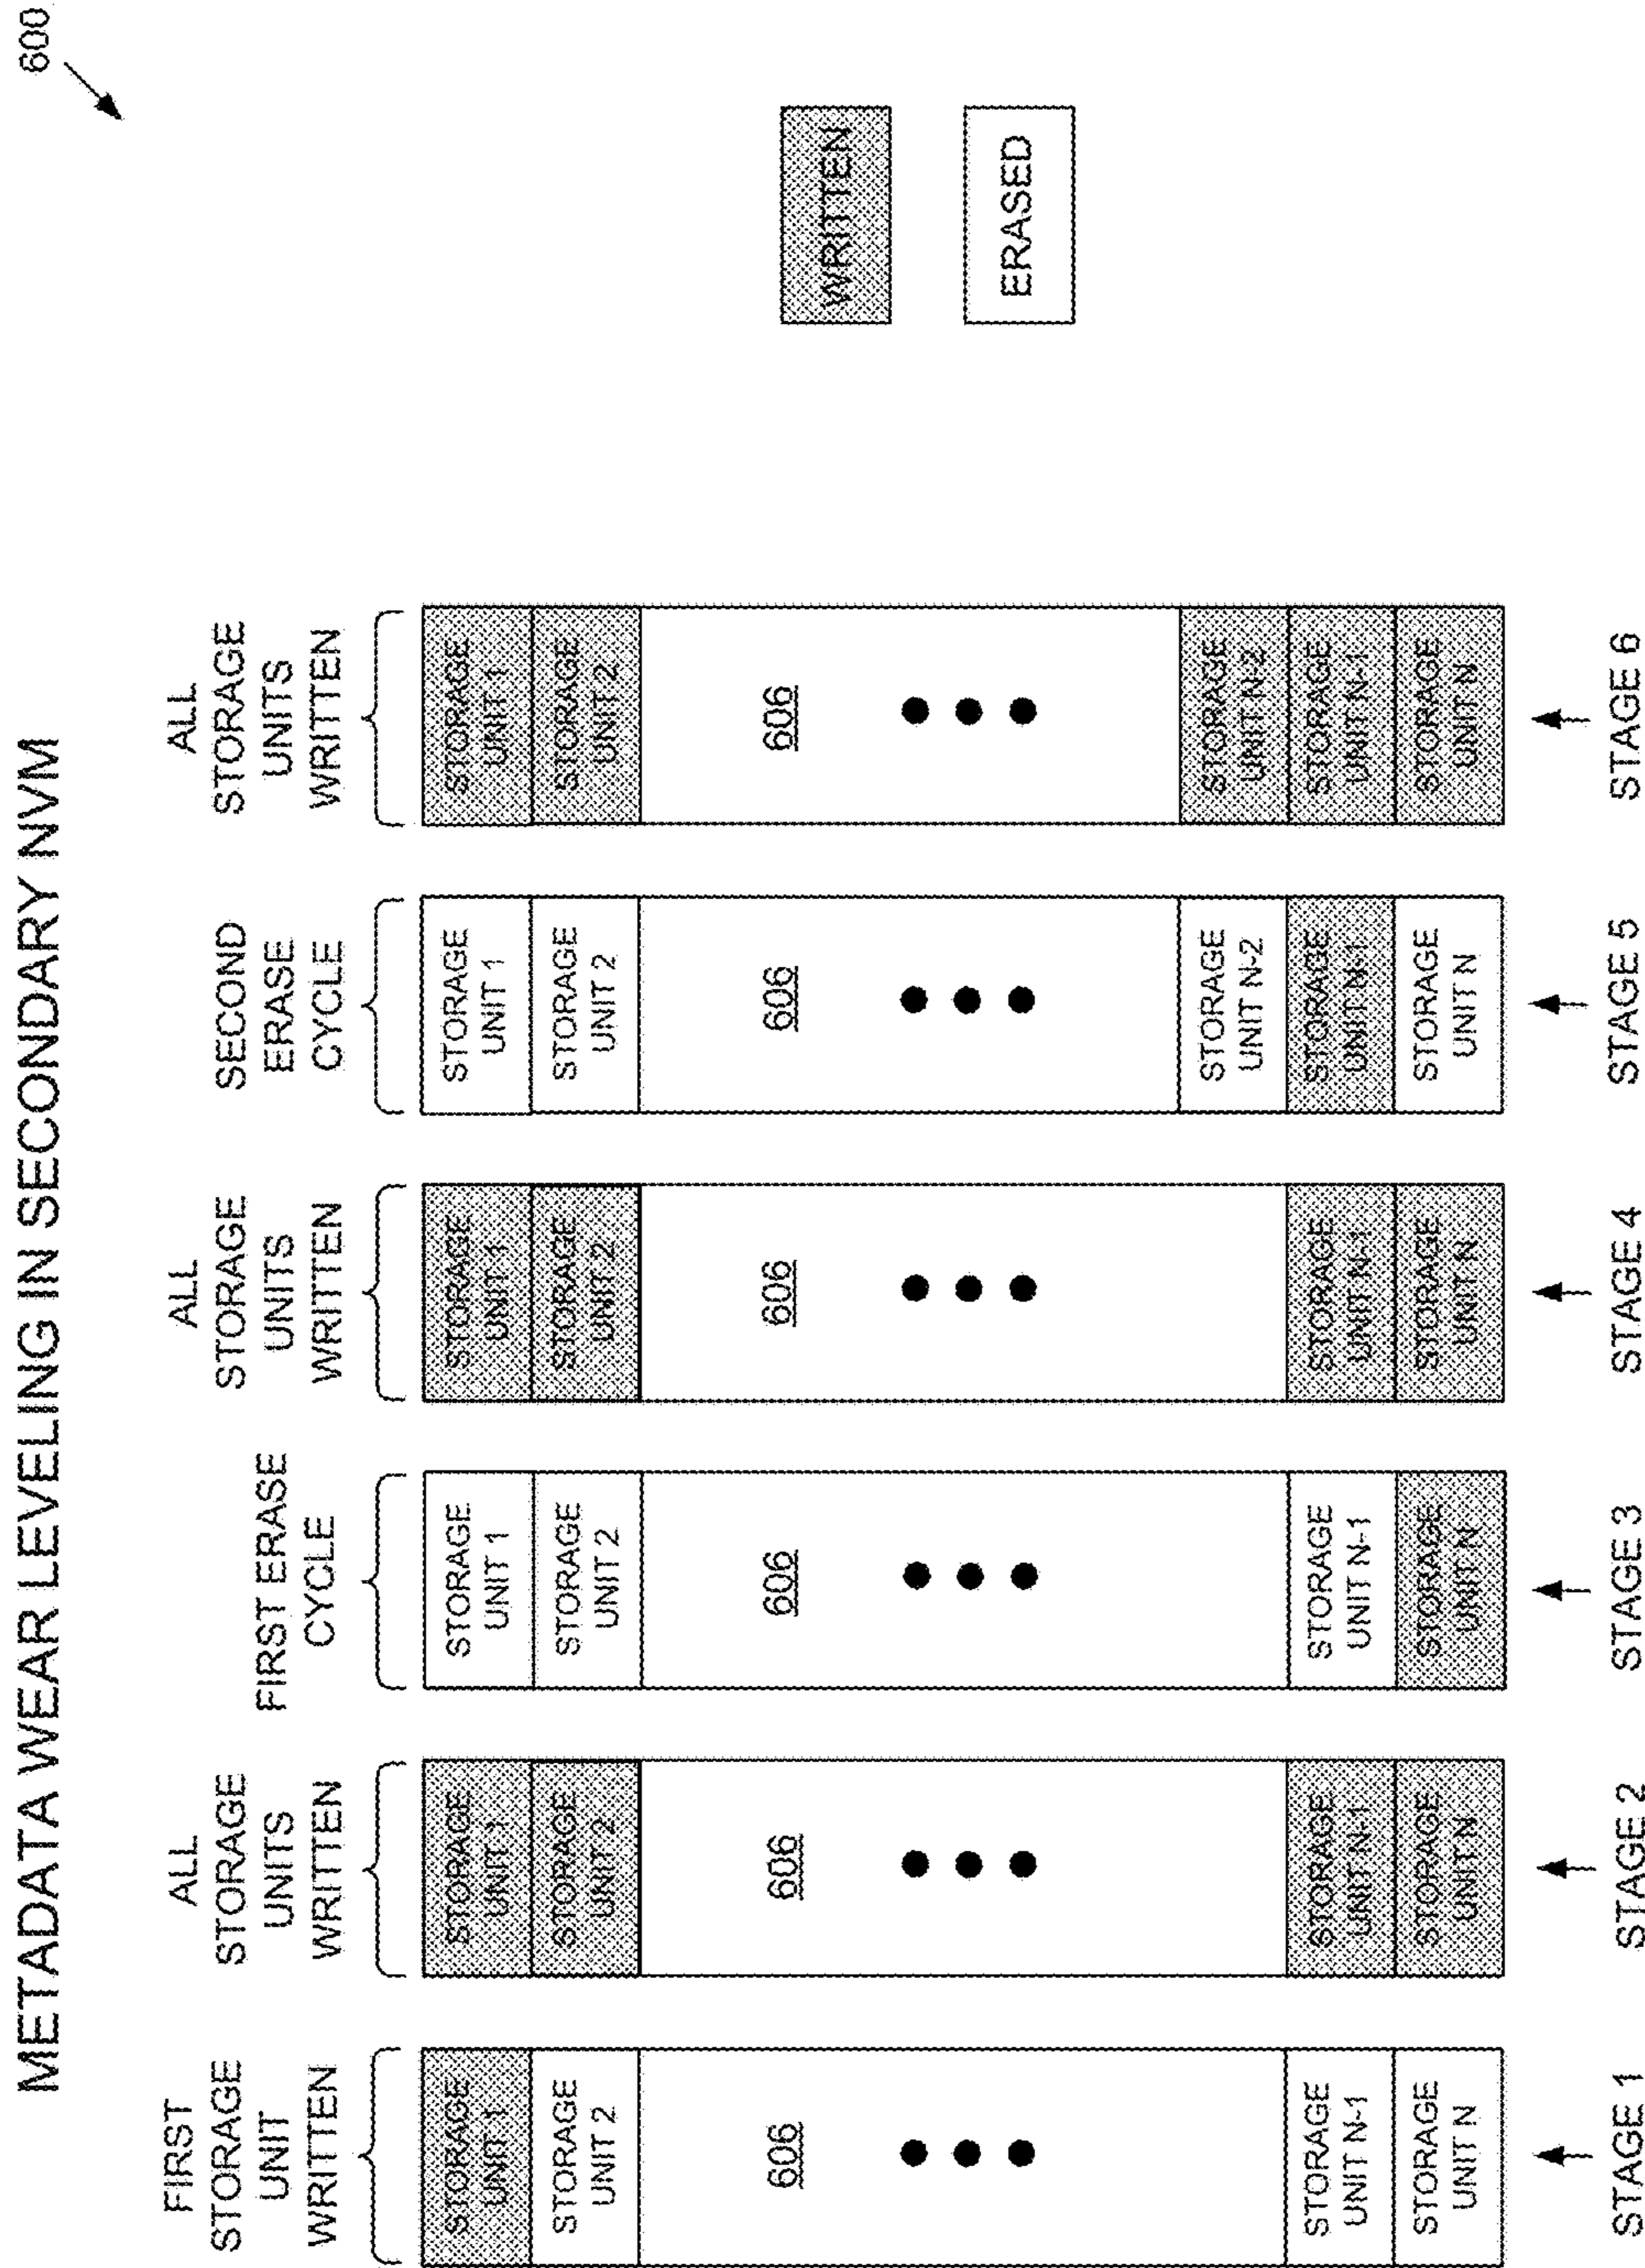 METADATA WEAR LEVELING IN SECONDARY NVM
600
FIRST
STORAGE
UNIT
WRITTEN
STORAGE
UNIT 1
STORAGE
UNIT 2
606
STORAGE
UNIT N-1
STORAGE
UNIT N
STAGE 1
ALL
STORAGE
UNITS
WRITTEN
STORAGE
UNIT 1
STORAGE
UNIT 2
606
STORAGE
UNIT N-1
STORAGE
UNIT N
STAGE 2
FIRST ERASE
CYCLE
STORAGE
UNIT 1
STORAGE
UNIT 2
606
STORAGE
UNIT N-1
STORAGE
UNIT N
STAGE 3
ALL
STORAGE
UNITS
WRITTEN
STORAGE
UNIT 1
STORAGE
UNIT 2
606
STORAGE
UNIT N-1
STORAGE
UNIT N
STAGE 4
SECOND
ERASE
CYCLE
STORAGE
UNIT 1
STORAGE
UNIT 2
606
STORAGE
UNIT N-2
STORAGE
UNIT N-1
STORAGE
UNIT N
STAGE 5
ALL
STORAGE
UNITS
WRITTEN
STORAGE
UNIT 1
STORAGE
UNIT 2
606
STORAGE
UNIT N-2
STORAGE
UNIT N-1
STORAGE
UNIT N
STAGE 6
WRITTEN
ERASED